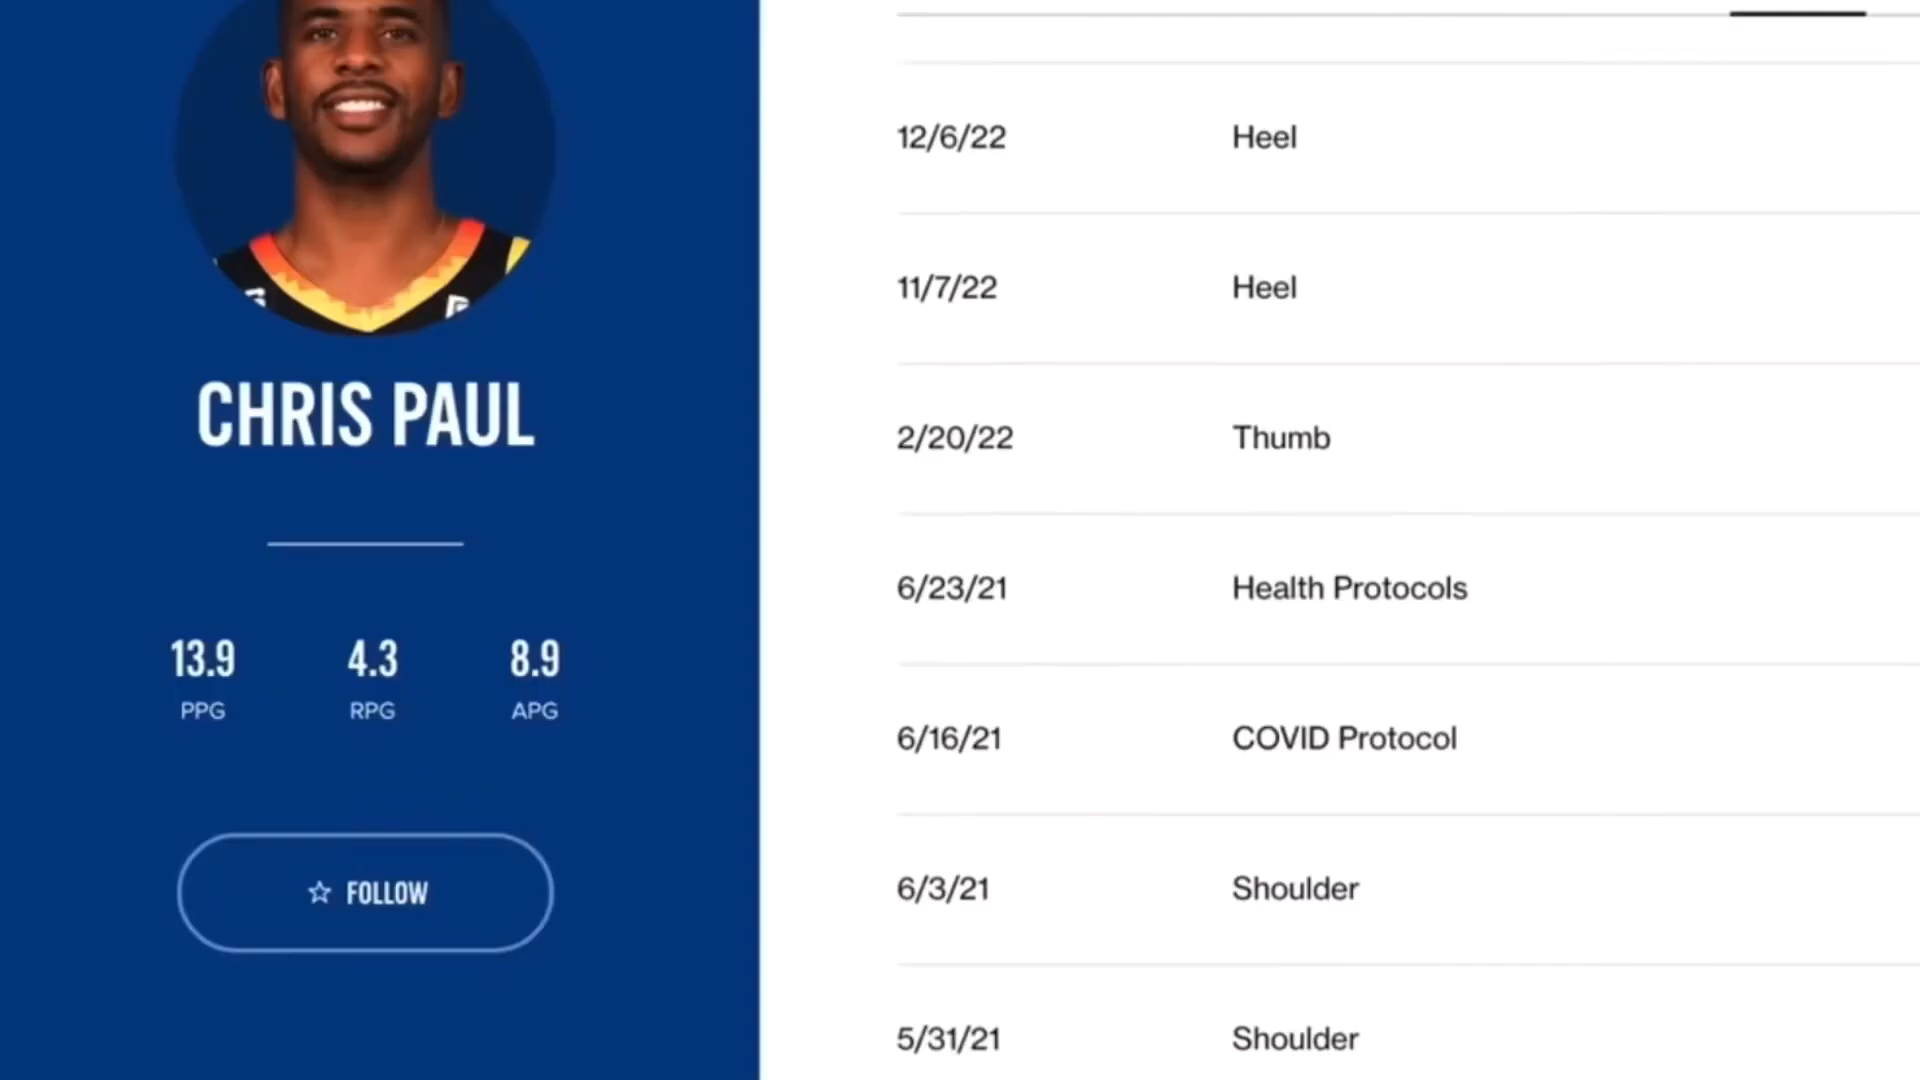 CHRIS PAUL
13.9 4.3 8.9
PPG RPG APG
FOLLOW
12/6/22 Heel
11/7/22 Heel
2/20/22 Thumb
6/23/21 Health Protocols
6/16/21 COVID Protocol
6/3/21 Shoulder
5/31/21 Shoulder